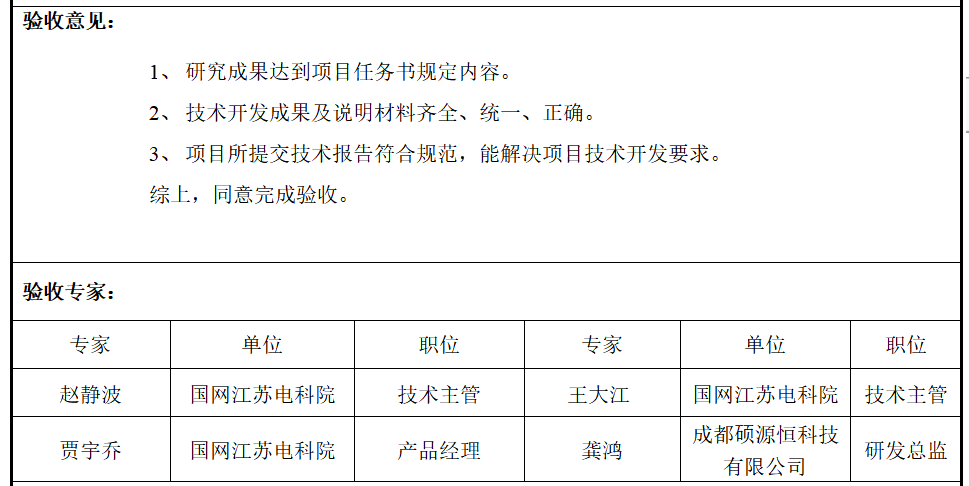 验收意见：
1、 研究成果达到项目任务书规定内容。
2、 技术开发成果及说明材料齐全、统一、正确。
3、 项目所提交技术报告符合规范，能解决项目技术开发要求。
综上，同意完成验收。
验收专家：
专家 单位 职位 专家 单位 职位
赵静波 国网江苏电科院 技术主管 王大江 国网江苏电科院 技术主管
贾宇乔 国网江苏电科院 产品经理 龚鸿 成都硕源恒科技 研发总监
有限公司